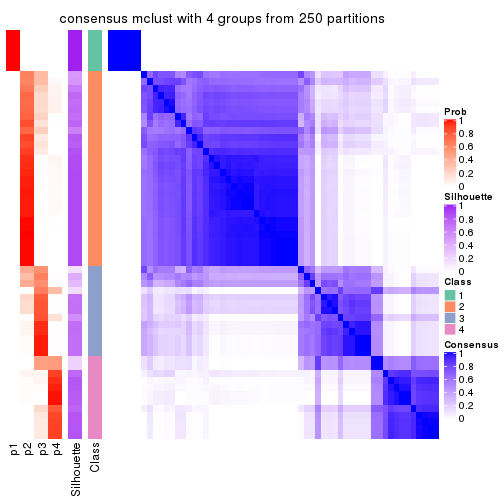 consensus mclust with 4 groups from 250 partitions
Prob
1
0.8
0.6
0.4
0.2
0
Silhouette
1
0.8
0.6
0.4
0.2
0
Class
1
2
3
4
Consensus
1
0.8
0.6
0.4
0.2
0
p1
p2
p3
p4
Silhouette
Class